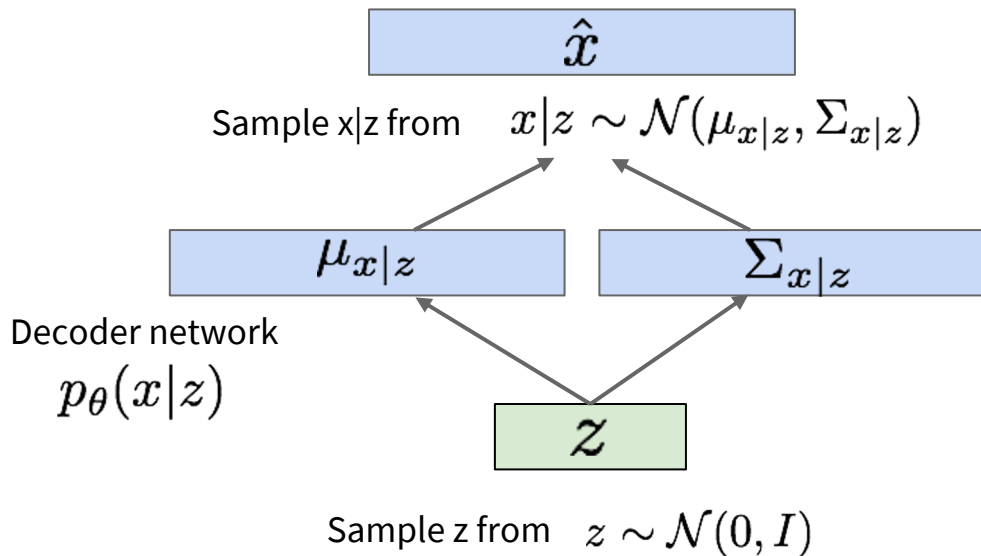 x̂
Sample x|z from x|z ∼ 𝒩(μ_{x|z}, Σ_{x|z})
μ_{x|z} Σ_{x|z}
Decoder network
p_θ(x|z)
z
Sample z from z ∼ 𝒩(0, I)